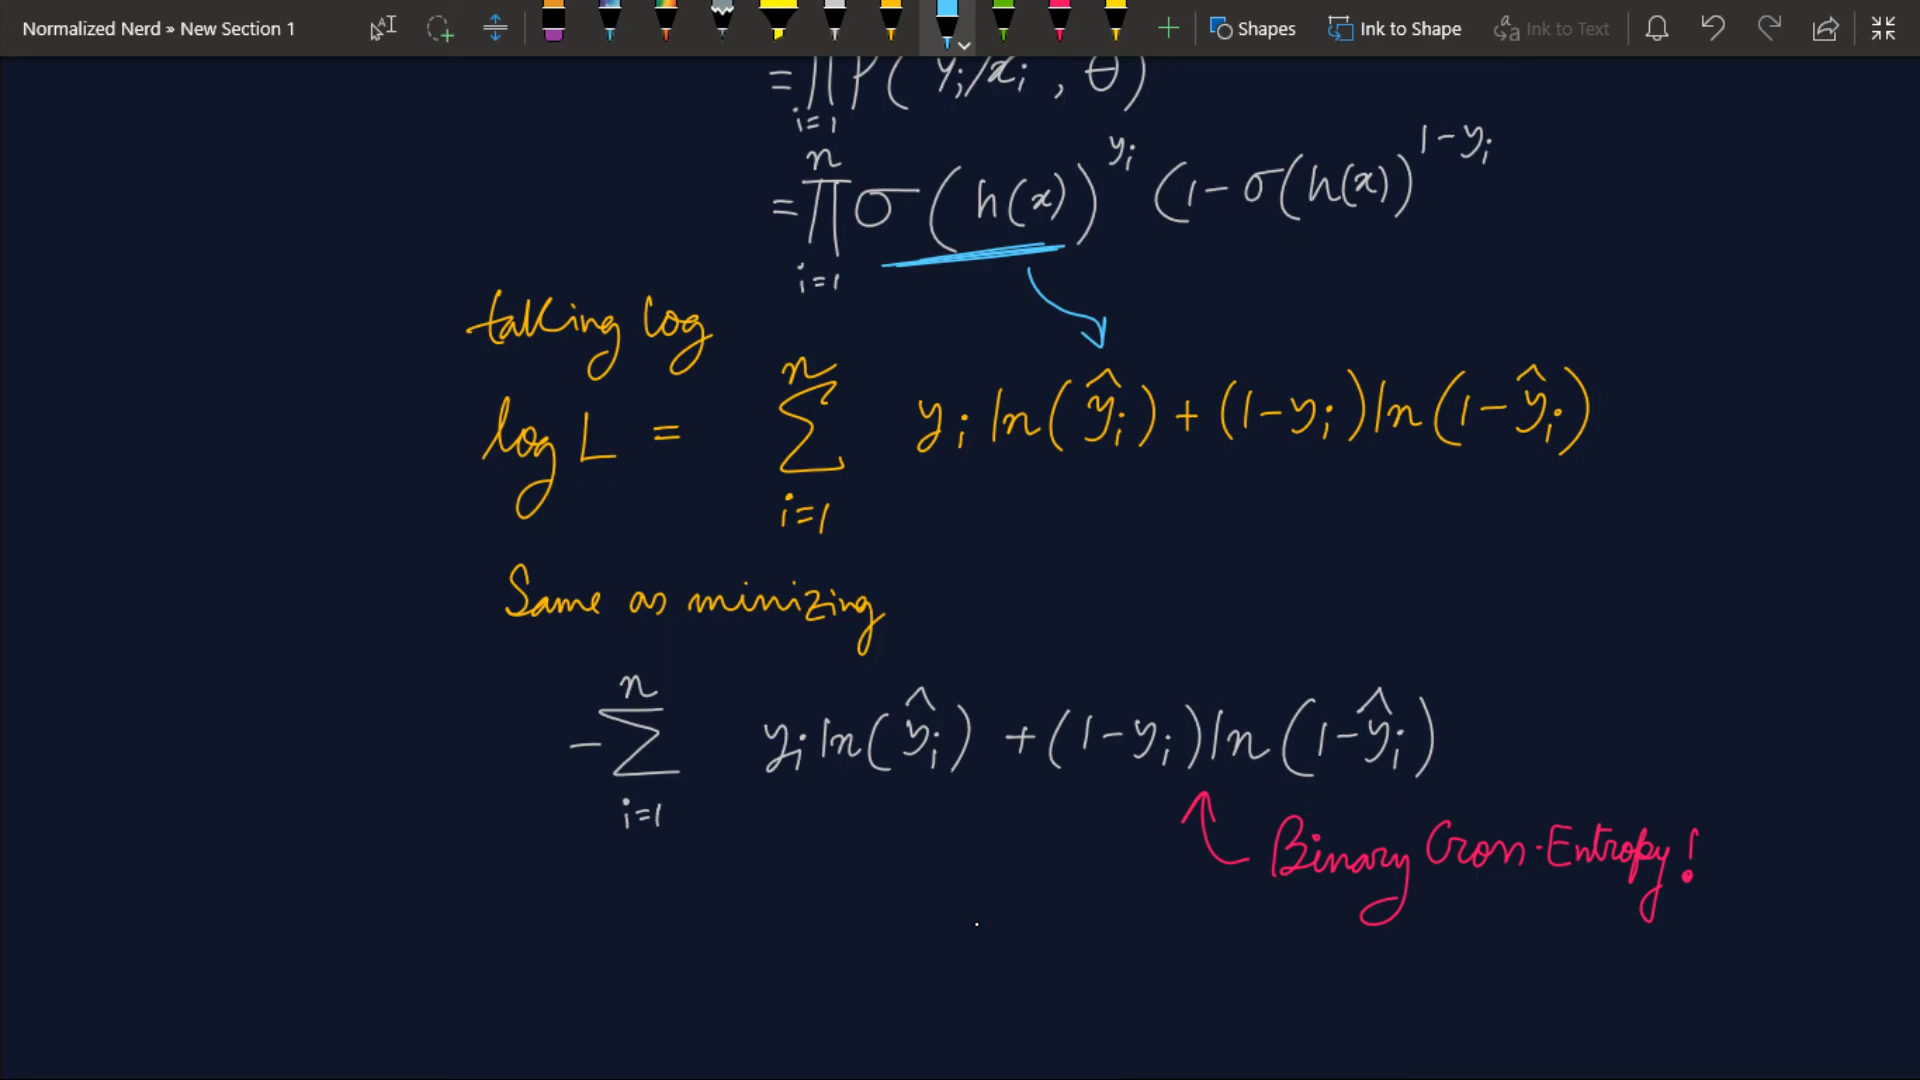 Normalized Nerd » New Section 1
Shapes Ink to Shape Ink to Text
= ∏ P( yi/xi , θ)
i=1
n
= ∏ σ(h(x))^yi (1-σ(h(x))^1-yi
i=1
taking log
n
log L = ∑ yi ln(ŷi) + (1-yi) ln(1-ŷi)
i=1
Same as minizing
n
-∑ yi ln(ŷi) + (1-yi) ln(1-ŷi)
i=1
Binary Cross-Entropy!